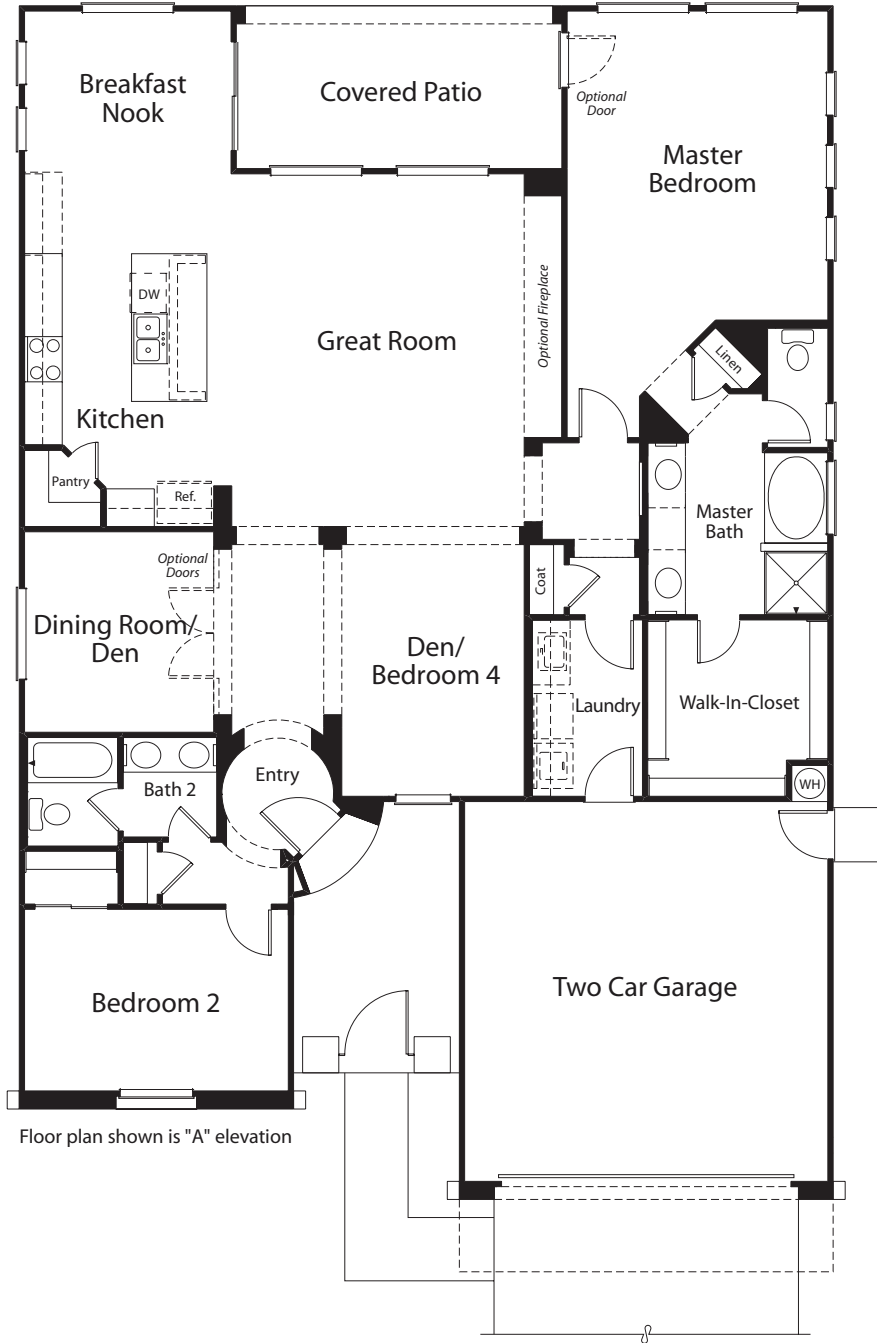 Breakfast
Nook
Covered Patio
Optional
Door
Master
Bedroom
DW
Great Room
Optional Fireplace
Linen
Kitchen
Pantry
Ref.
Master
Bath
Optional
Doors
Coat
Dining Room/
Den
Den/
Bedroom 4
Laundry
Walk-In-Closet
Entry
Bath 2
WH
Bedroom 2
Two Car Garage
Floor plan shown is "A" elevation